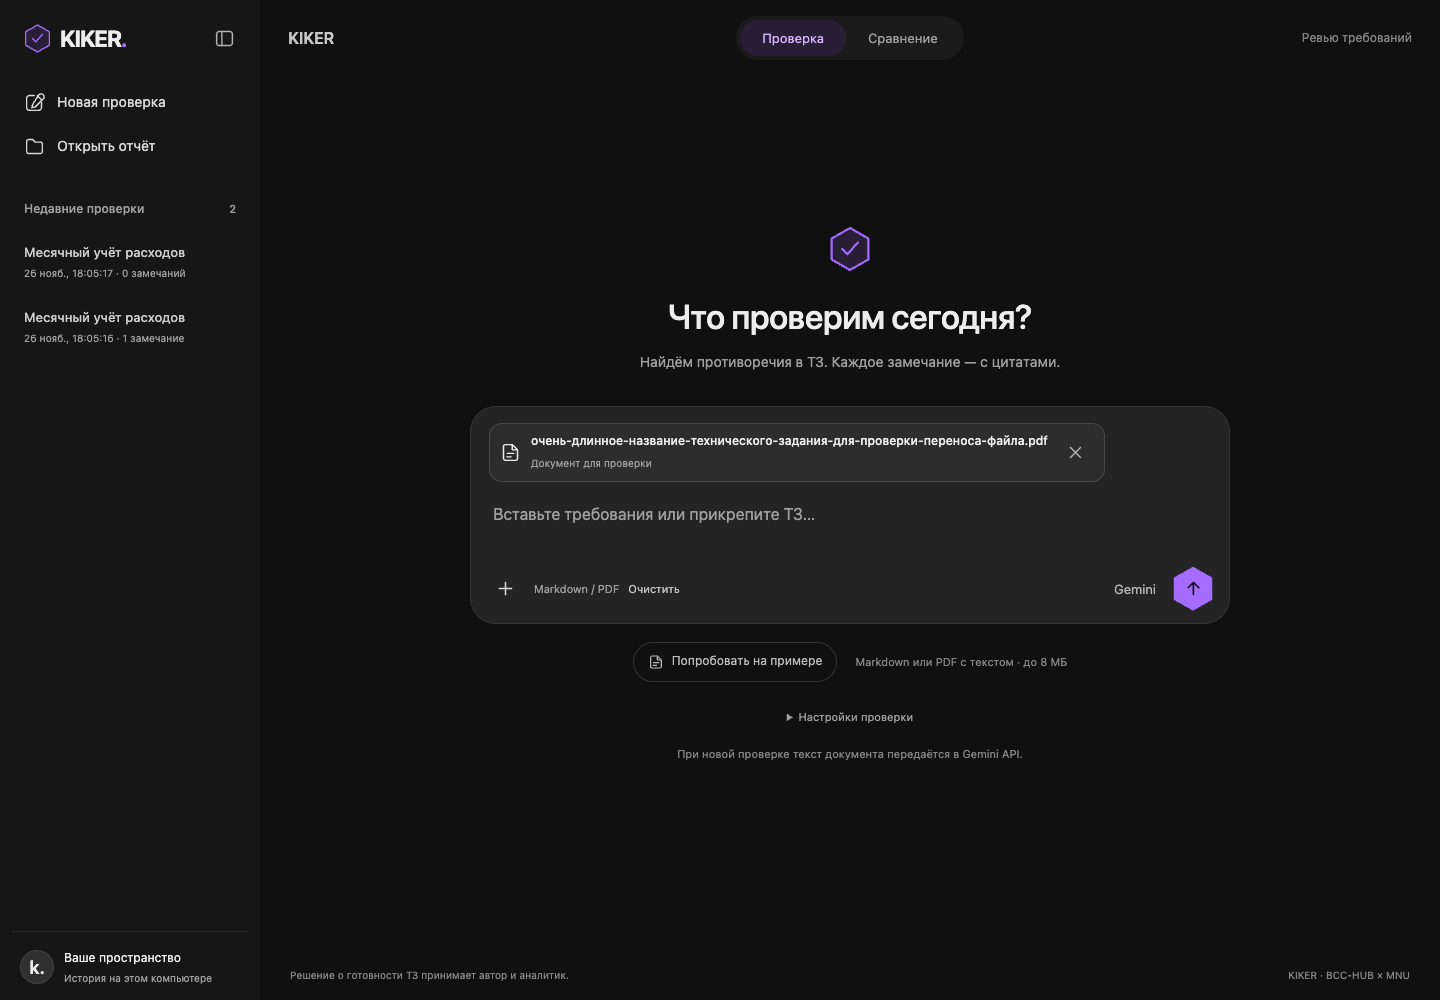 KIKER.
Новая проверка
Открыть отчёт
Недавние проверки 2
Месячный учёт расходов
26 нояб., 18:05:17 · 0 замечаний
Месячный учёт расходов
26 нояб., 18:05:16 · 1 замечание
k.
Ваше пространство
История на этом компьютере
KIKER
Проверка
Сравнение
Ревью требований
Что проверим сегодня?
Найдём противоречия в ТЗ. Каждое замечание — с цитатами.
очень-длинное-название-технического-задания-для-проверки-переноса-файла.pdf
Документ для проверки
Вставьте требования или прикрепите ТЗ...
Markdown / PDF Очистить
Gemini
Попробовать на примере
Markdown или PDF с текстом · до 8 МБ
Настройки проверки
При новой проверке текст документа передаётся в Gemini API.
Решение о готовности ТЗ принимает автор и аналитик.
KIKER · BCC-HUB × MNU